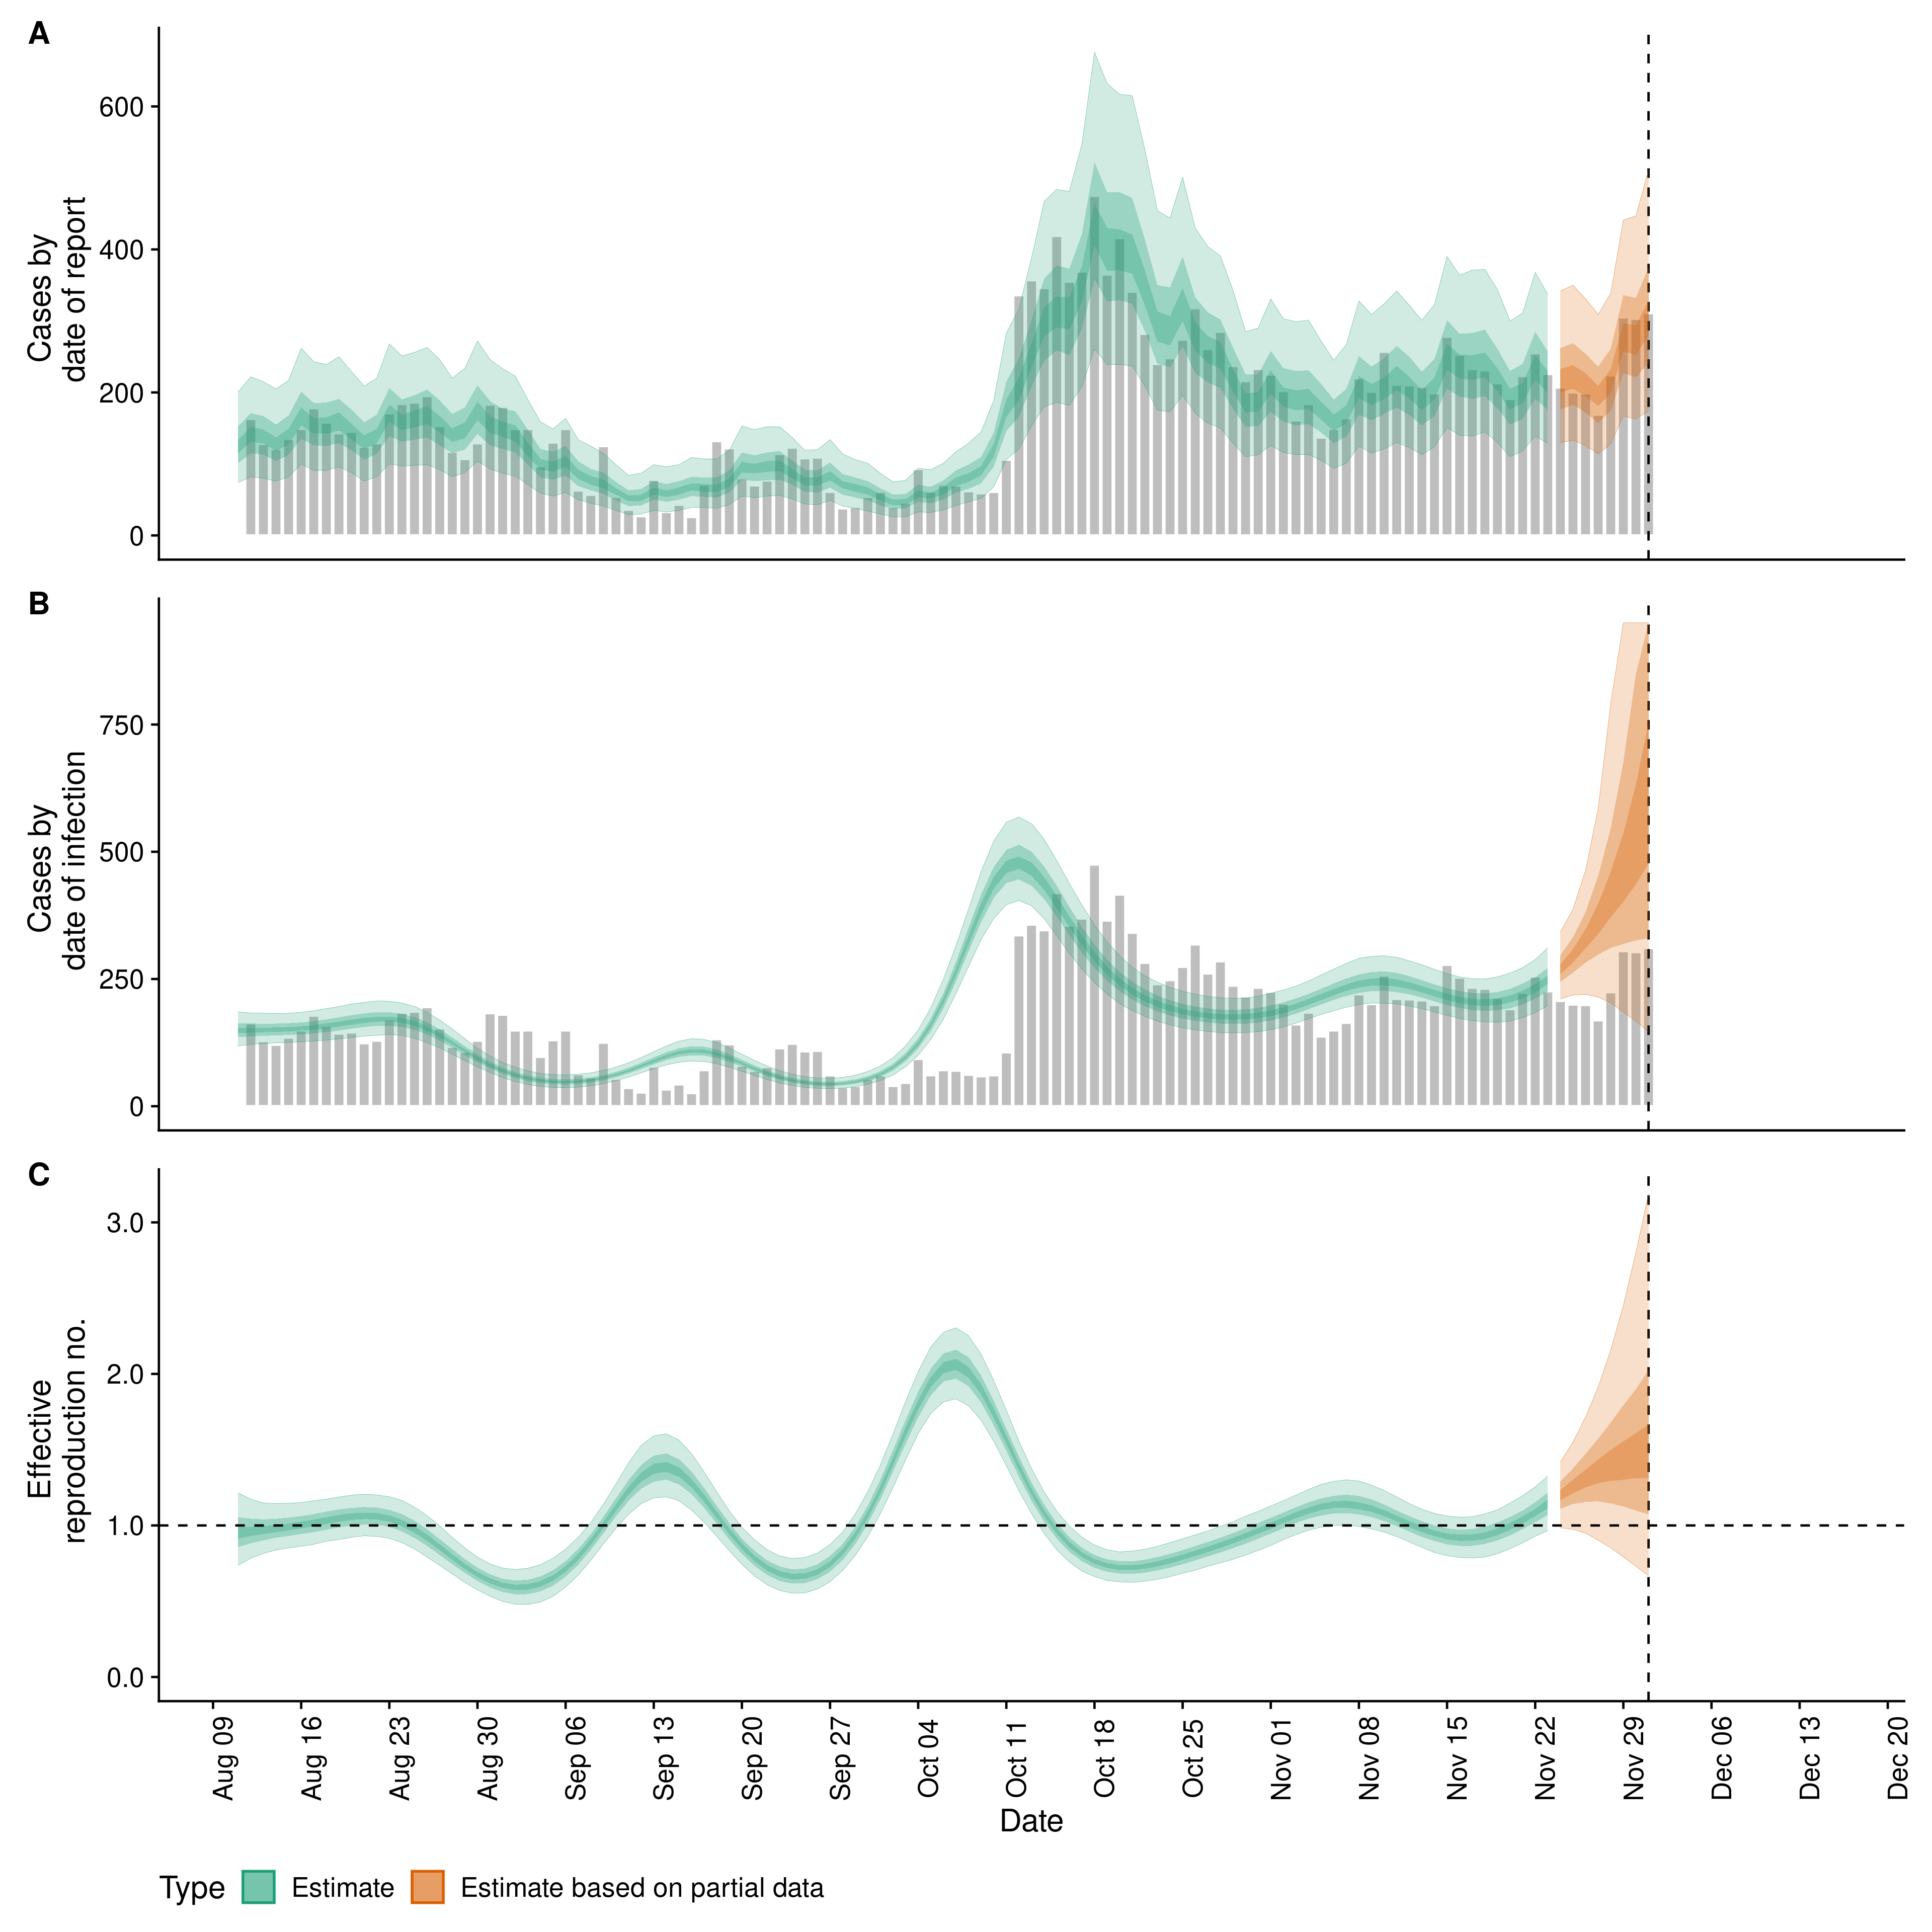 A
Cases by
date of report
600
400
200
0
B
Cases by
date of infection
750
500
250
0
C
Effective
reproduction no.
3.0
2.0
1.0
0.0
Aug 09
Aug 16
Aug 23
Aug 30
Sep 06
Sep 13
Sep 20
Sep 27
Oct 04
Oct 11
Oct 18
Oct 25
Nov 01
Nov 08
Nov 15
Nov 22
Nov 29
Dec 06
Dec 13
Dec 20
Date
Type Estimate Estimate based on partial data